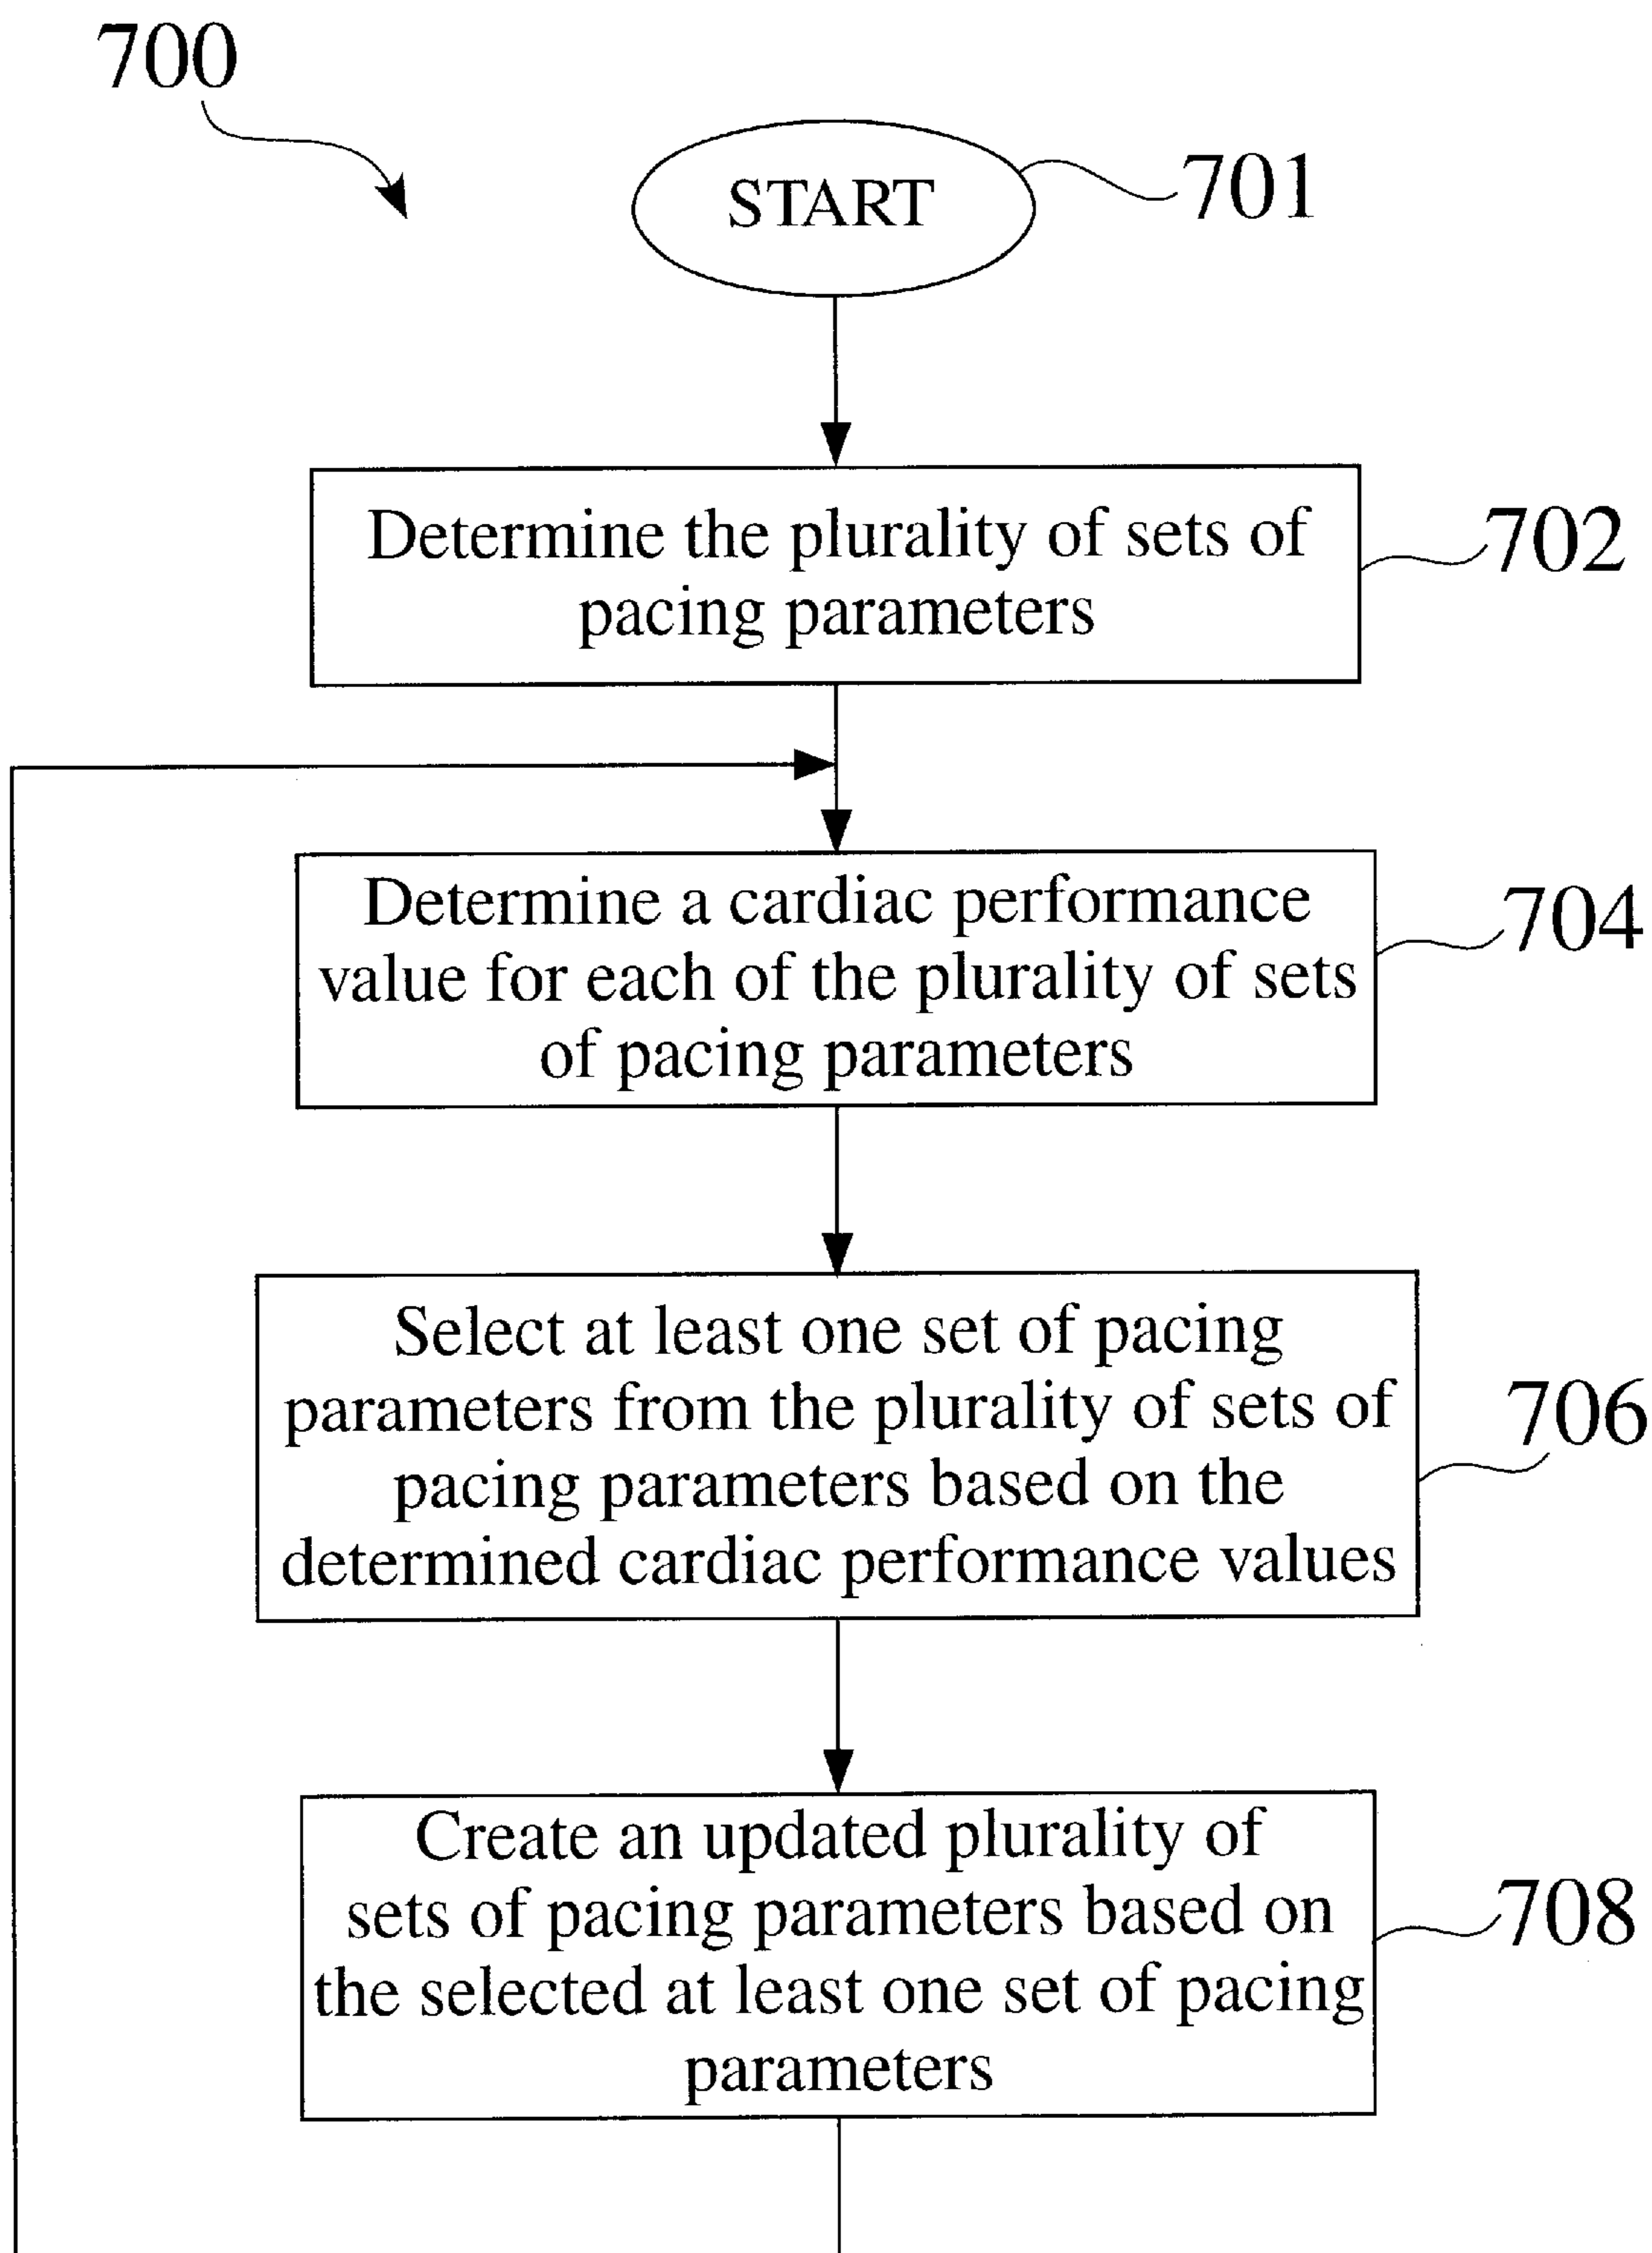 700
START
701
Determine the plurality of sets of
pacing parameters
702
Determine a cardiac performance
value for each of the plurality of sets
of pacing parameters
704
Select at least one set of pacing
parameters from the plurality of sets of
pacing parameters based on the
determined cardiac performance values
706
Create an updated plurality of
sets of pacing parameters based on
the selected at least one set of pacing
parameters
708